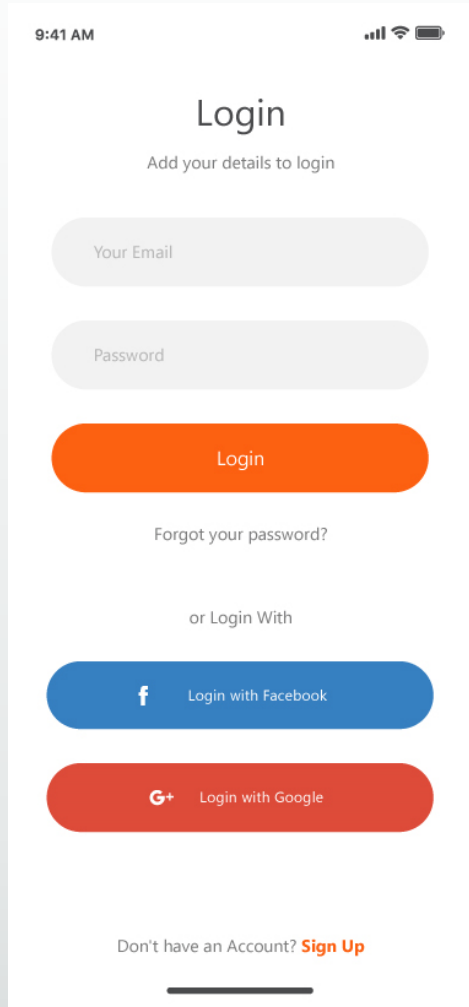 9:41 AM
Login
Add your details to login
Your Email
Password
Login
Forgot your password?
or Login With
f Login with Facebook
G+ Login with Google
Don't have an Account? Sign Up